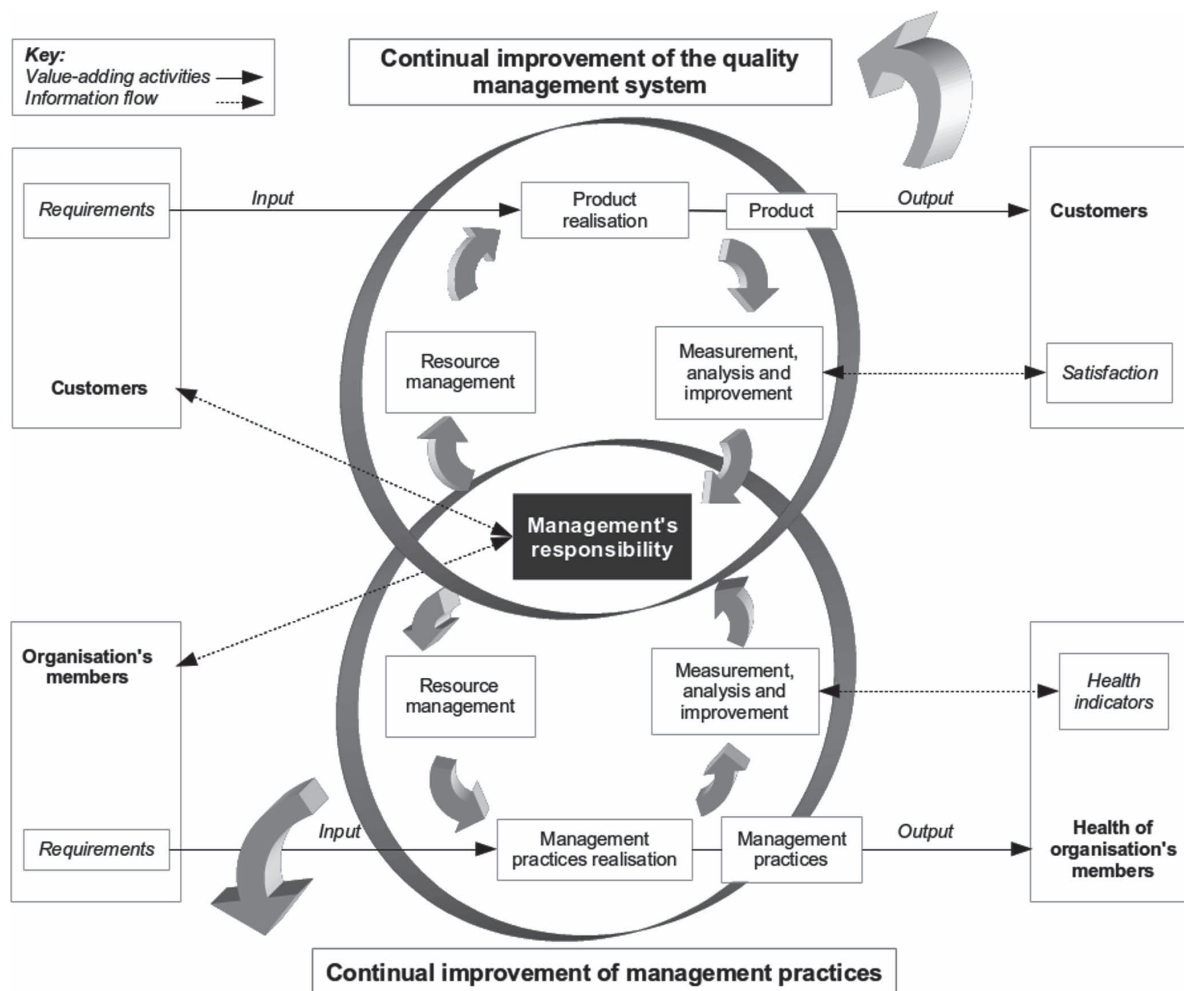 Key:
Value-adding activities
Information flow
Continual improvement of the quality
management system
Requirements
Input
Product
realisation
Product
Output
Customers
Customers
Resource
management
Measurement,
analysis and
improvement
Satisfaction
Management's
responsibility
Organisation's
members
Resource
management
Measurement,
analysis and
improvement
Health
indicators
Requirements
Input
Management
practices realisation
Management
practices
Output
Health of
organisation's
members
Continual improvement of management practices